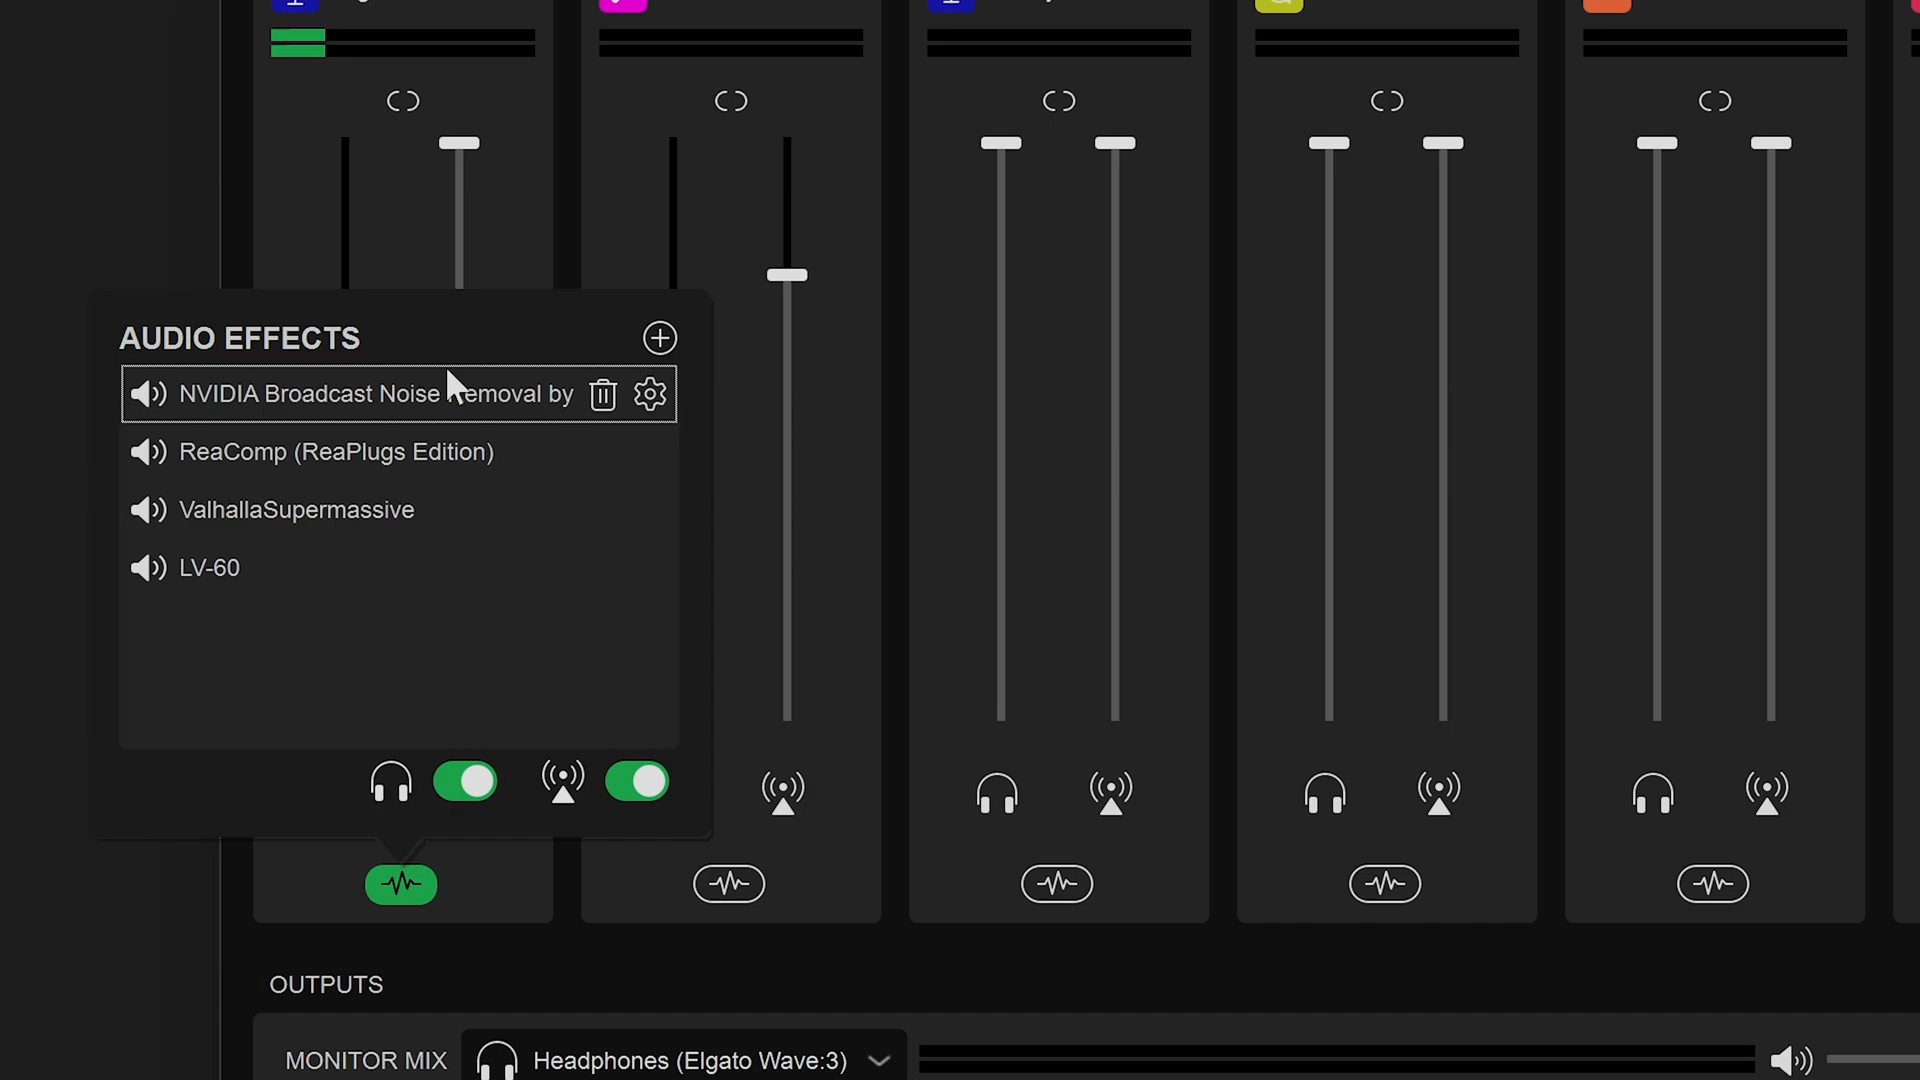 AUDIO EFFECTS
NVIDIA Broadcast Noise Removal by
ReaComp (ReaPlugs Edition)
ValhallaSupermassive
LV-60
OUTPUTS
MONITOR MIX
Headphones (Elgato Wave:3)